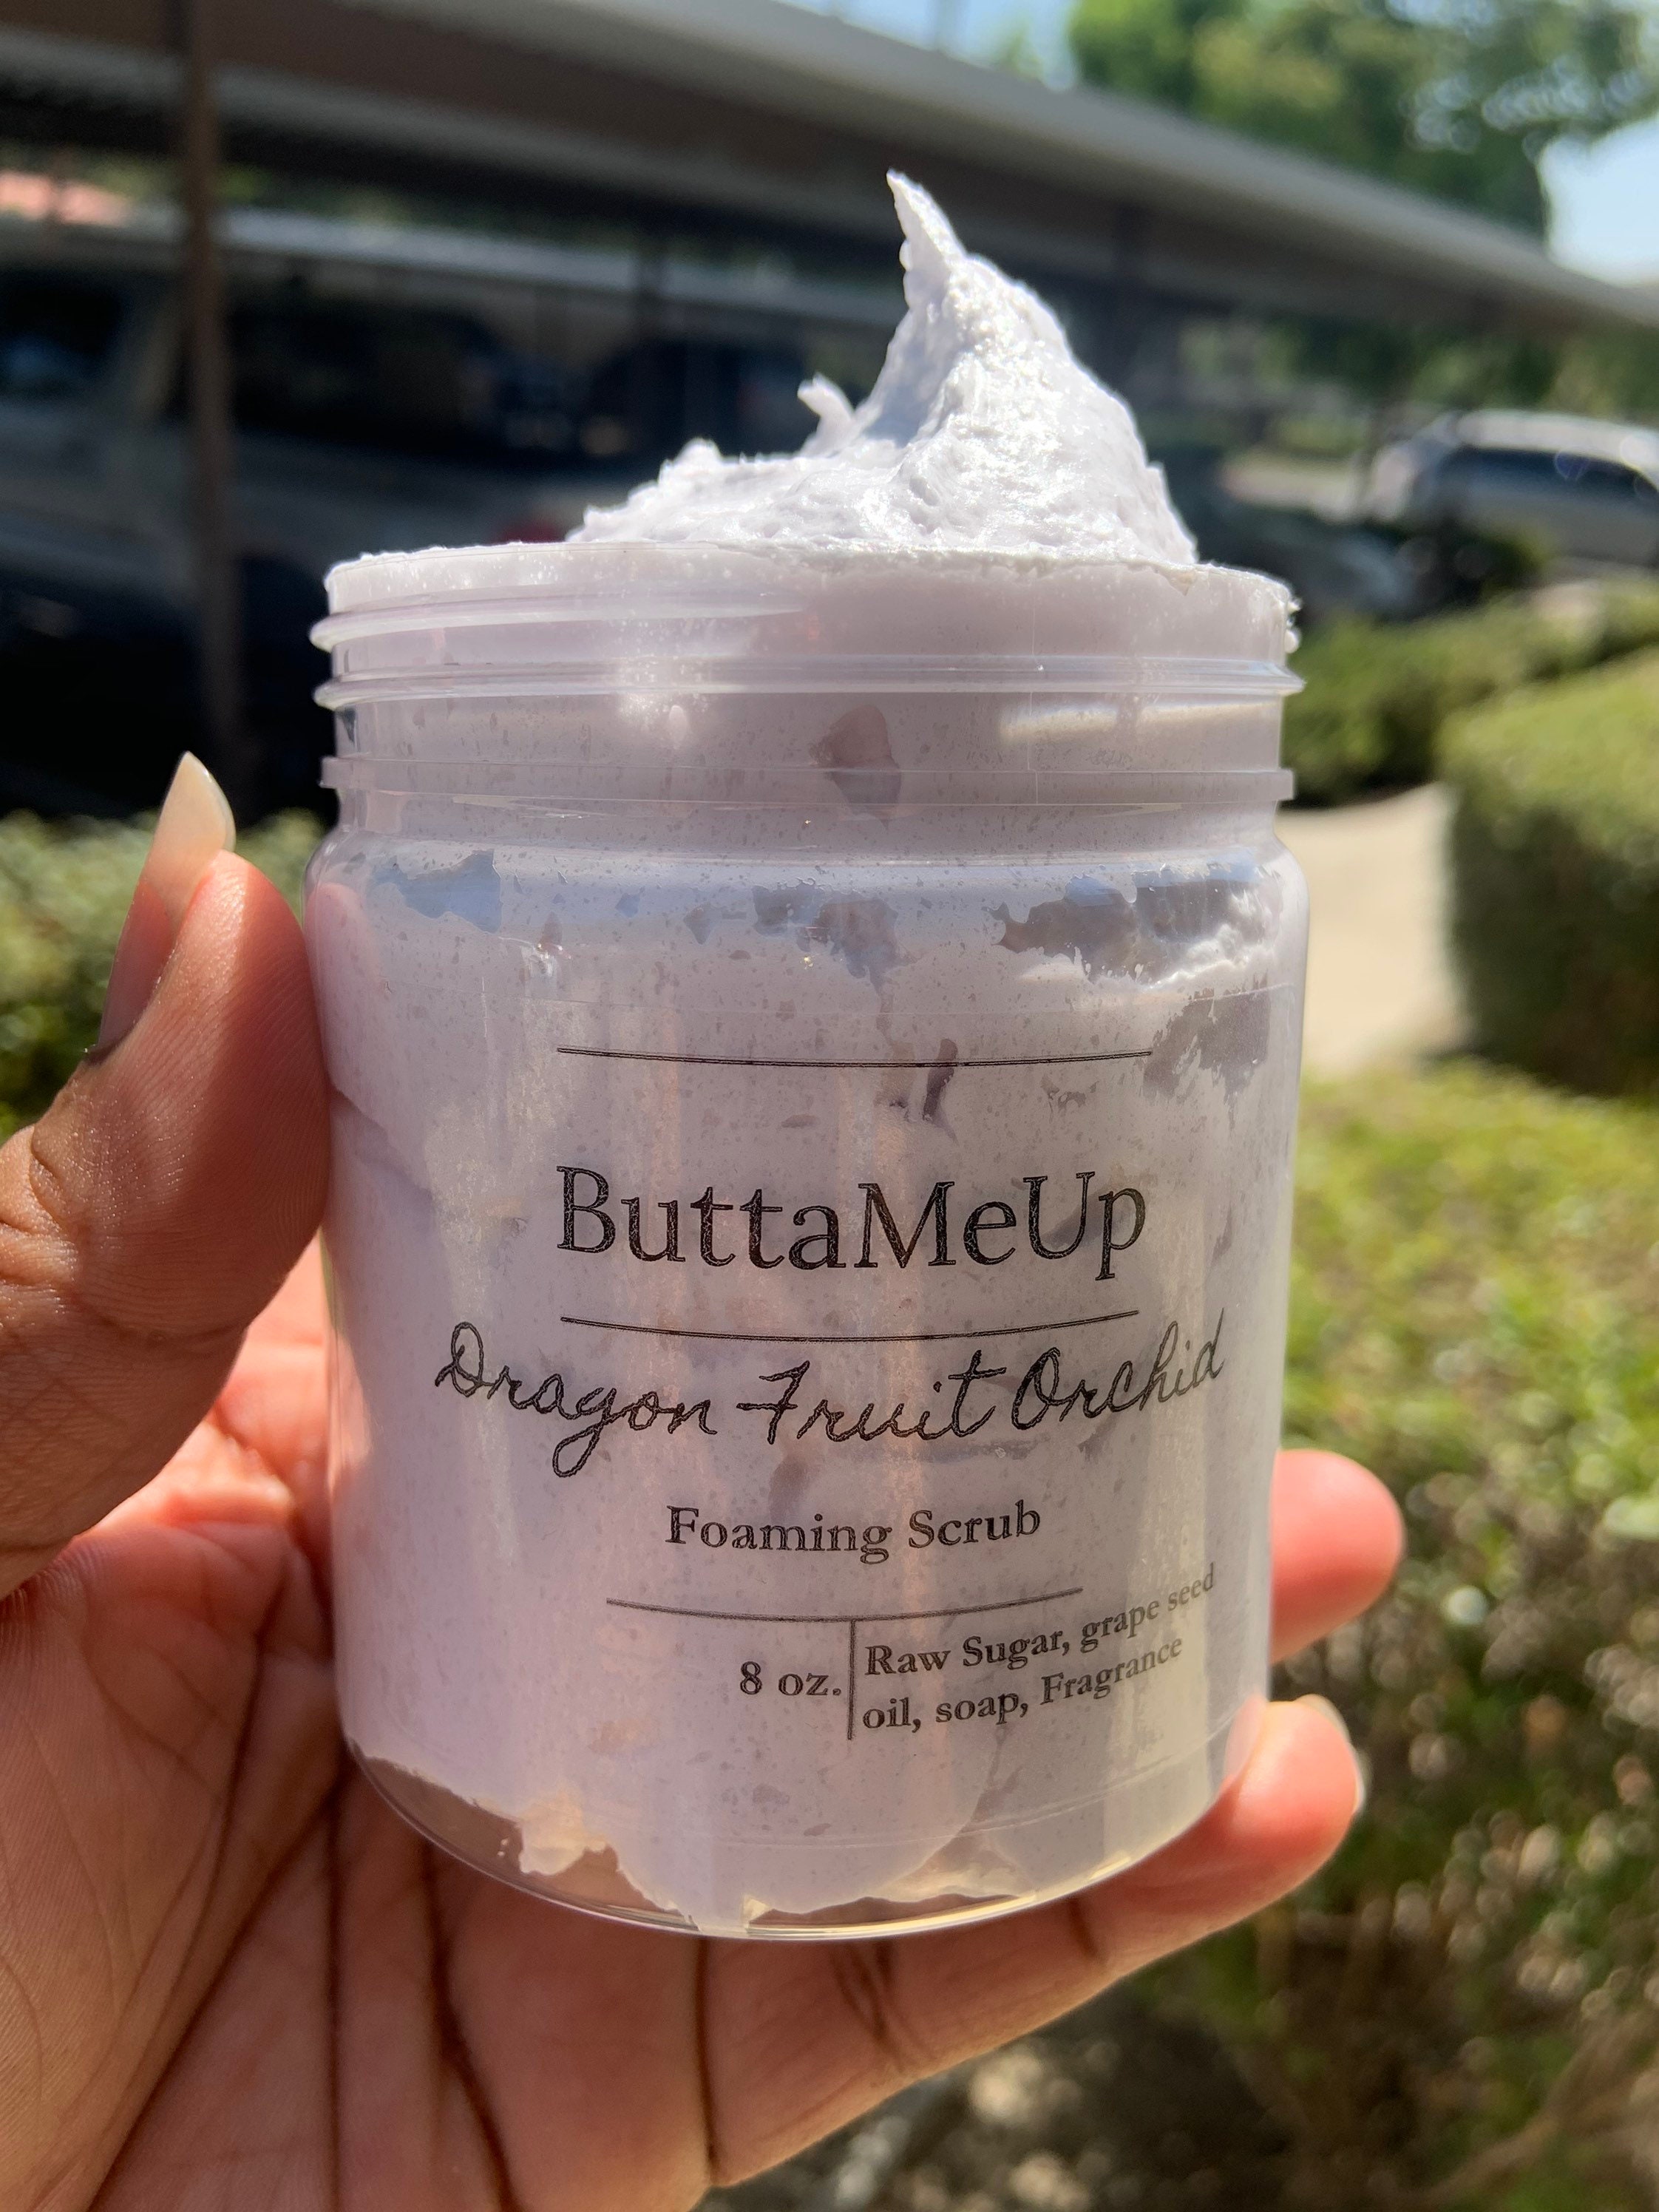 ButtaMeUp
Dragon Fruit Orchid
Foaming Scrub
8 oz.
Raw Sugar, grape seed
oil, soap, Fragrance